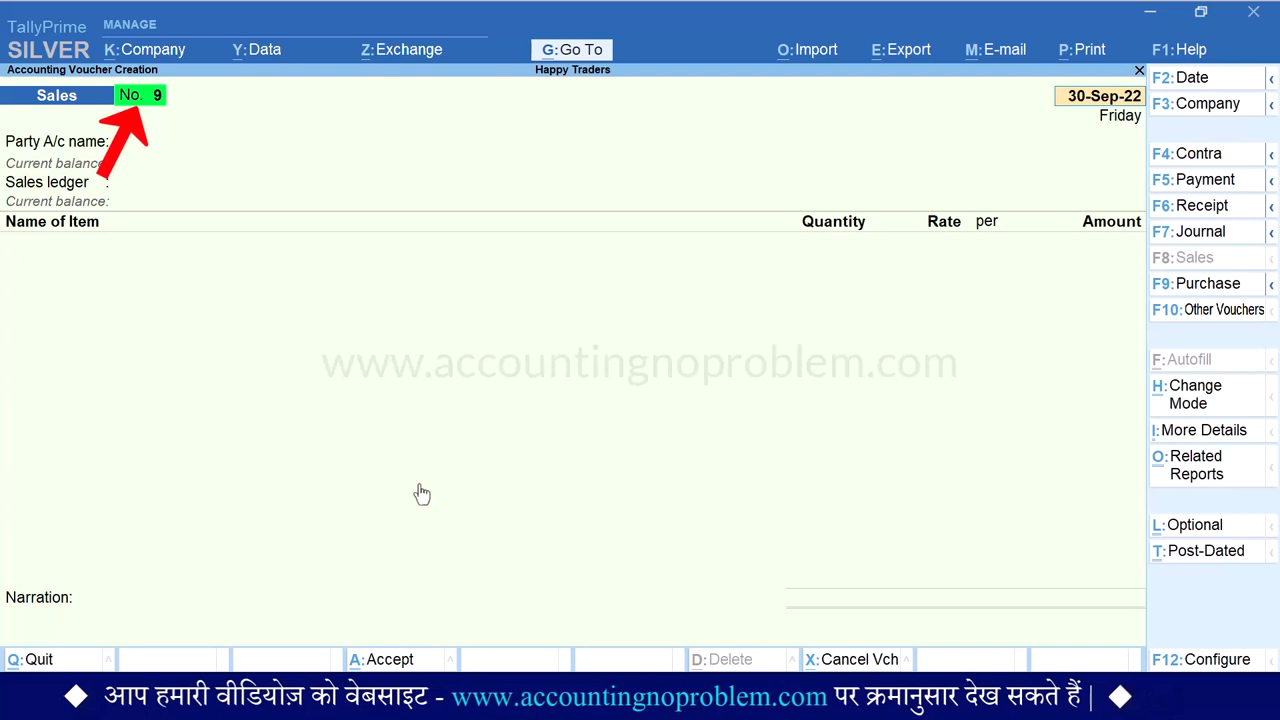 TallyPrime MANAGE
SILVER K:Company Y:Data Z:Exchange G:Go To O:Import E:Export M:E-mail P:Print F1:Help
Accounting Voucher Creation Happy Traders
Sales No. 9 30-Sep-22
Friday
Party A/c name:
Current balance:
Sales ledger :
Current balance:
Name of Item Quantity Rate per Amount
www.accountingnoproblem.com
Narration:
F2:Date
F3:Company
F4:Contra
F5:Payment
F6:Receipt
F7:Journal
F8:Sales
F9:Purchase
F10:Other Vouchers
F:Autofill
H:Change
Mode
I:More Details
O:Related
Reports
L:Optional
T:Post-Dated
Q:Quit A:Accept D:Delete X:Cancel Vch F12:Configure
आप हमारी वीडियोज़ को वेबसाइट - www.accountingnoproblem.com पर क्रमानुसार देख सकते हैं |